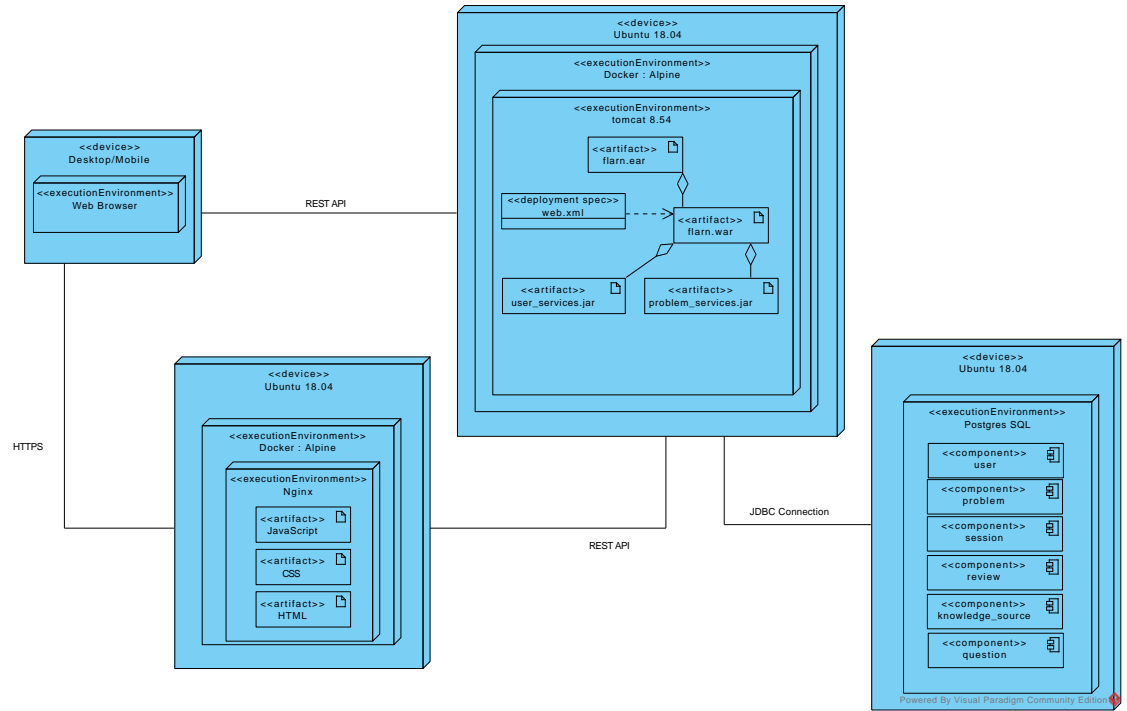 <<device>>
Ubuntu 18.04
<<executionEnvironment>>
Docker : Alpine
<<executionEnvironment>>
tomcat 8.54
<<artifact>>
flarn.ear
<<deployment spec>>
web.xml
<<artifact>>
flarn.war
<<artifact>>
user_services.jar
<<artifact>>
problem_services.jar
<<device>>
Desktop/Mobile
<<executionEnvironment>>
Web Browser
REST API
HTTPS
<<device>>
Ubuntu 18.04
<<executionEnvironment>>
Docker : Alpine
<<executionEnvironment>>
Nginx
<<artifact>>
JavaScript
<<artifact>>
CSS
<<artifact>>
HTML
REST API
JDBC Connection
<<device>>
Ubuntu 18.04
<<executionEnvironment>>
Postgres SQL
<<component>>
user
<<component>>
problem
<<component>>
session
<<component>>
review
<<component>>
knowledge_source
<<component>>
question
Powered By Visual Paradigm Community Edition